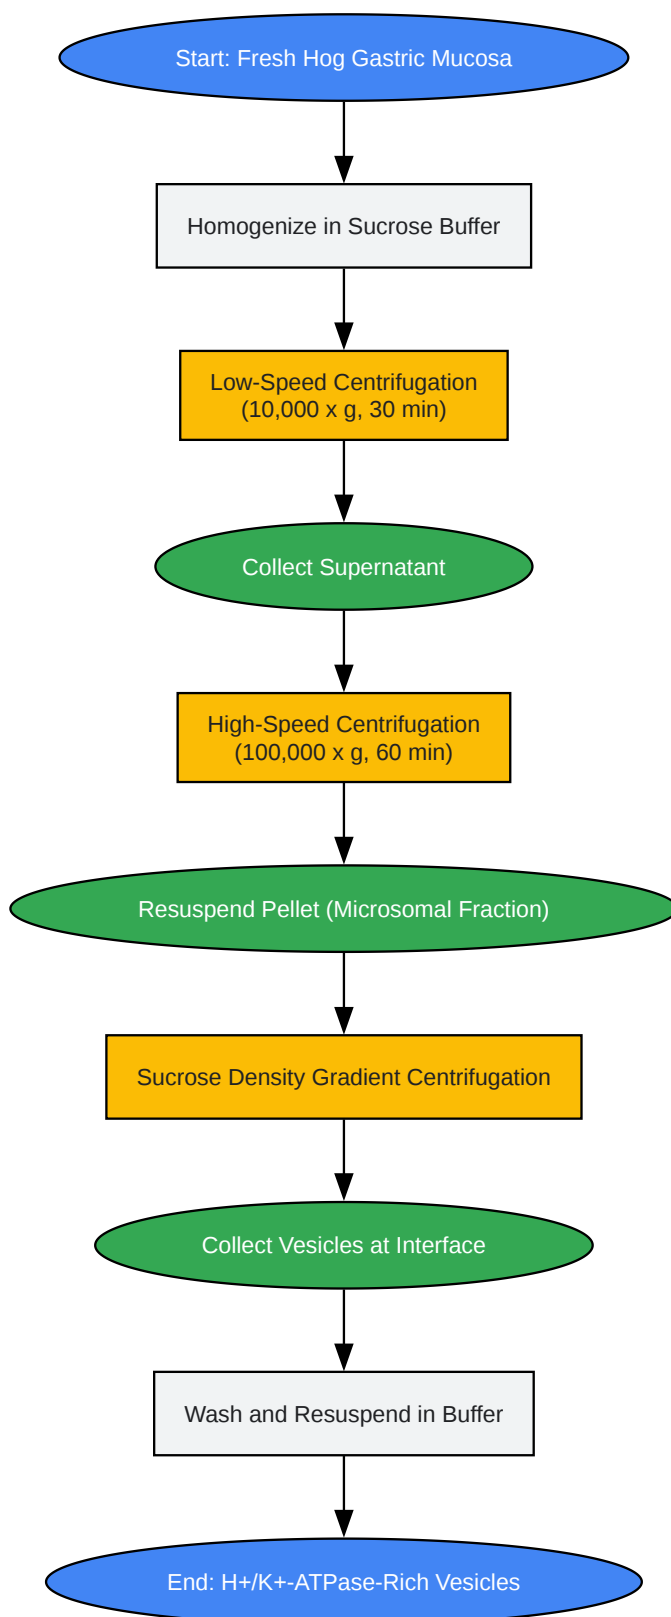 Start: Fresh Hog Gastric Mucosa
Homogenize in Sucrose Buffer
Low-Speed Centrifugation
(10,000 x g, 30 min)
Collect Supernatant
High-Speed Centrifugation
(100,000 x g, 60 min)
Resuspend Pellet (Microsomal Fraction)
Sucrose Density Gradient Centrifugation
Collect Vesicles at Interface
Wash and Resuspend in Buffer
End: H+/K+-ATPase-Rich Vesicles